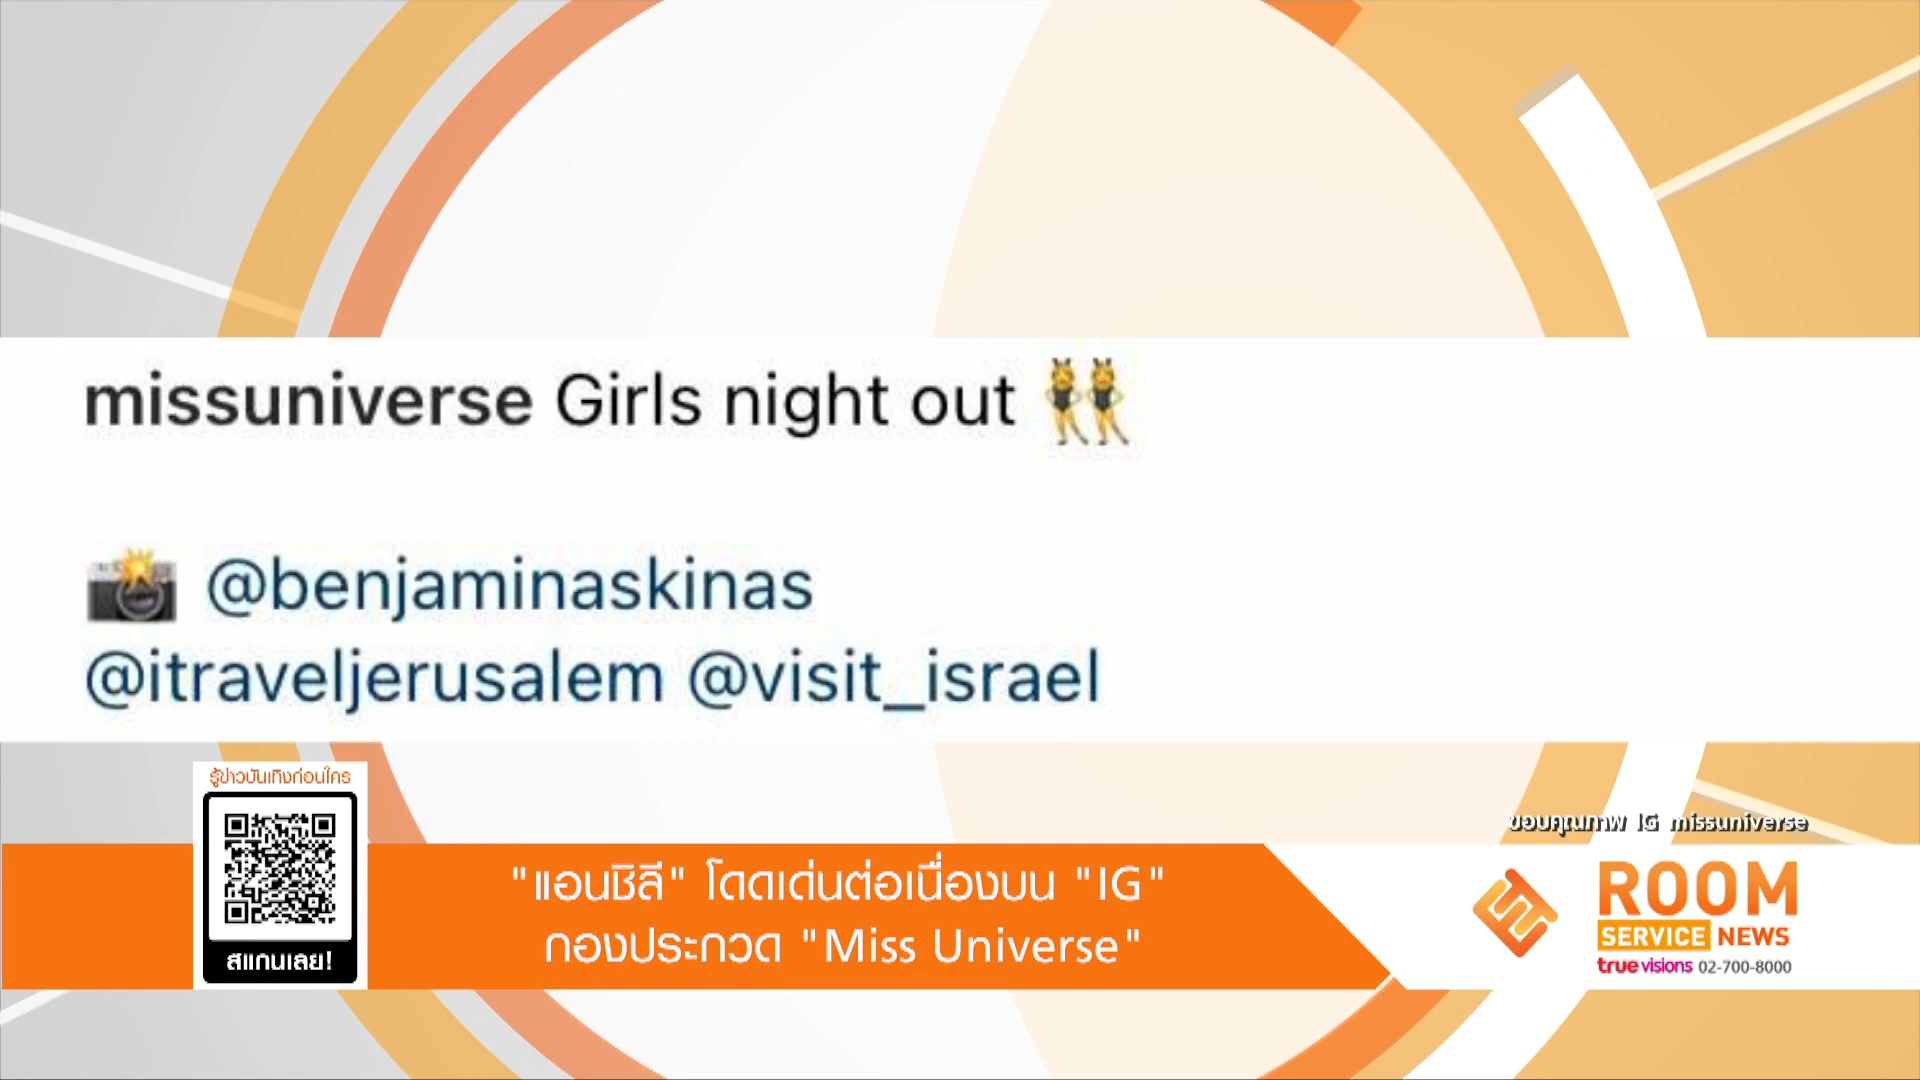 missuniverse Girls night out 👯
📸 @benjaminaskinas
@itraveljerusalem @visit_israel
รู้ข่าวบันเทิงก่อนใคร
สแกนเลย!
"แอนชิลี" โดดเด่นต่อเนื่องบน "IG"
กองประกวด "Miss Universe"
ขอบคุณภาพ IG missuniverse
ROOM
SERVICE NEWS
truevisions 02-700-8000